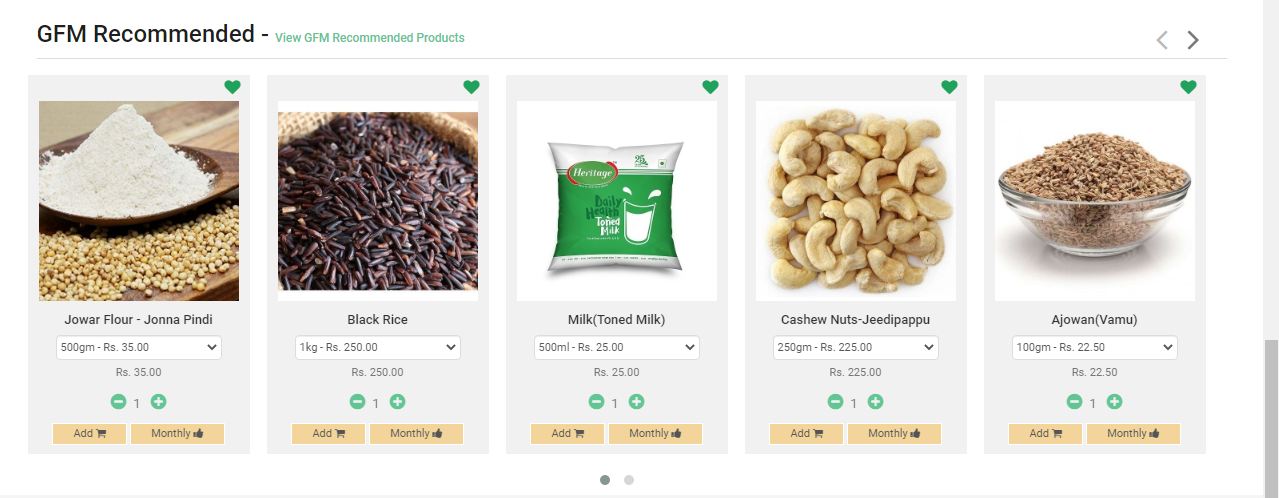 GFM Recommended - View GFM Recommended Products
Heritage
Daily
Health
Toned
Milk
Jowar Flour - Jonna Pindi
500gm - Rs. 35.00
Rs. 35.00
1
Add
Monthly
Black Rice
1kg - Rs. 250.00
Rs. 250.00
1
Add
Monthly
Milk(Toned Milk)
500ml - Rs. 25.00
Rs. 25.00
1
Add
Monthly
Cashew Nuts-Jeedipappu
250gm - Rs. 225.00
Rs. 225.00
1
Add
Monthly
Ajowan(Vamu)
100gm - Rs. 22.50
Rs. 22.50
1
Add
Monthly